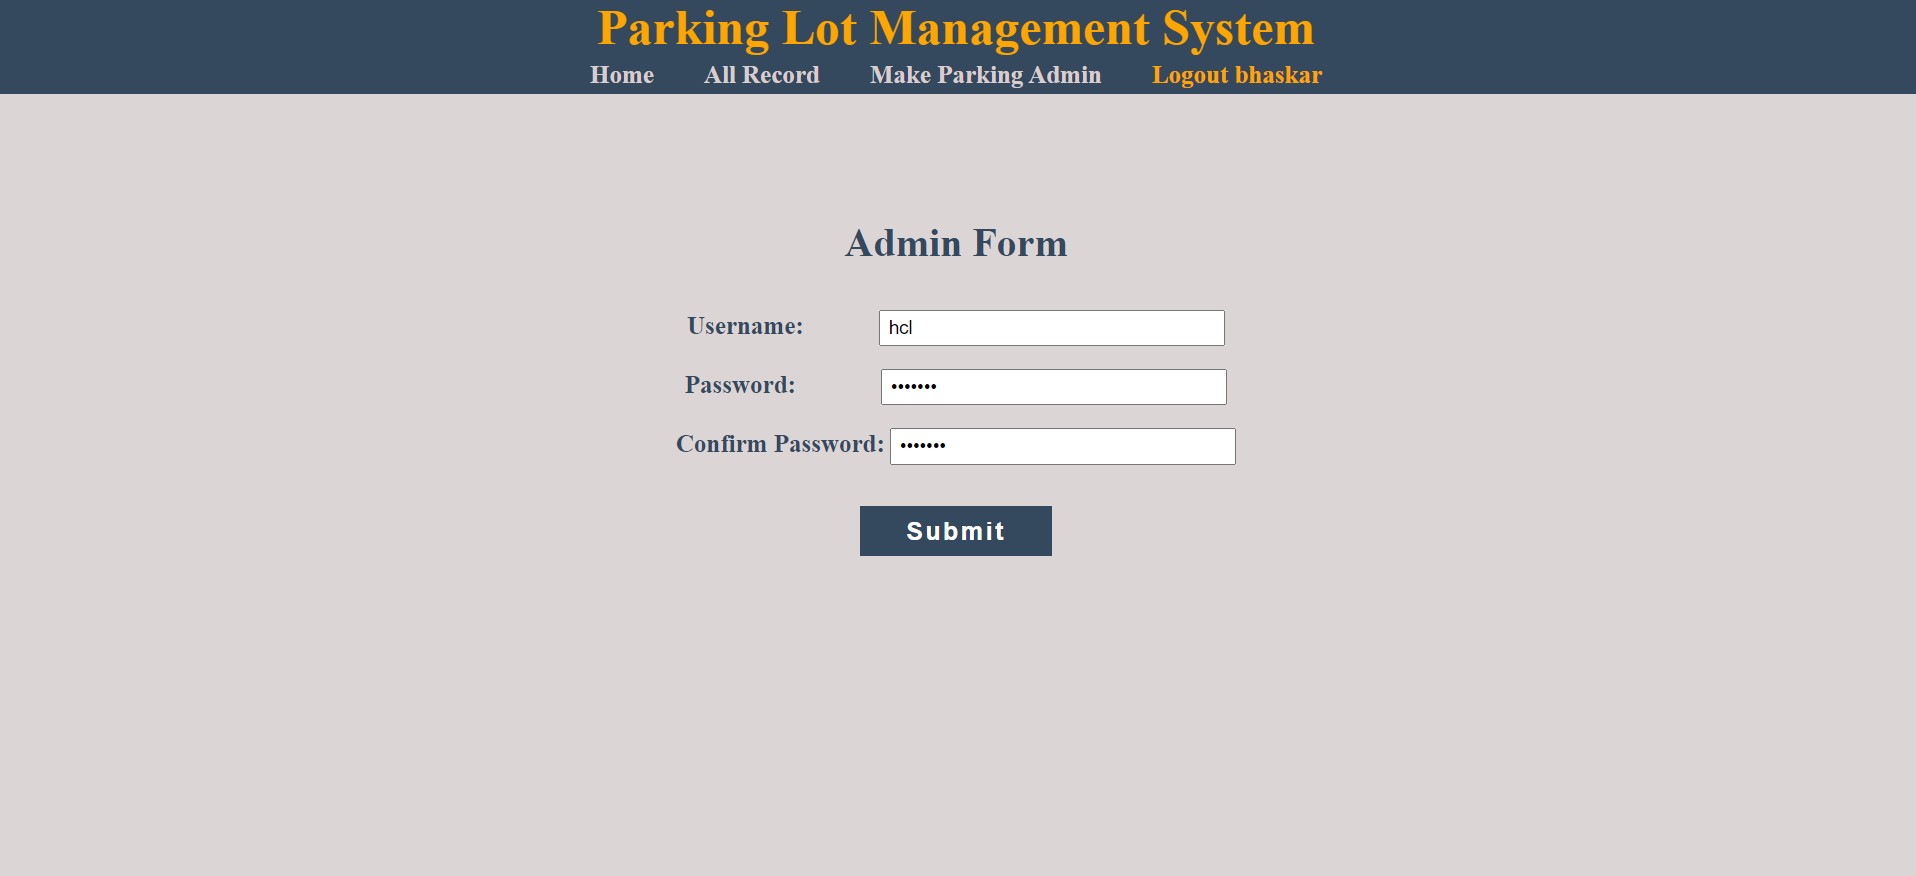 Parking Lot Management System
Home All Record Make Parking Admin Logout bhaskar
Admin Form
Username: hcl
Password: •••••••
Confirm Password: •••••••
Submit